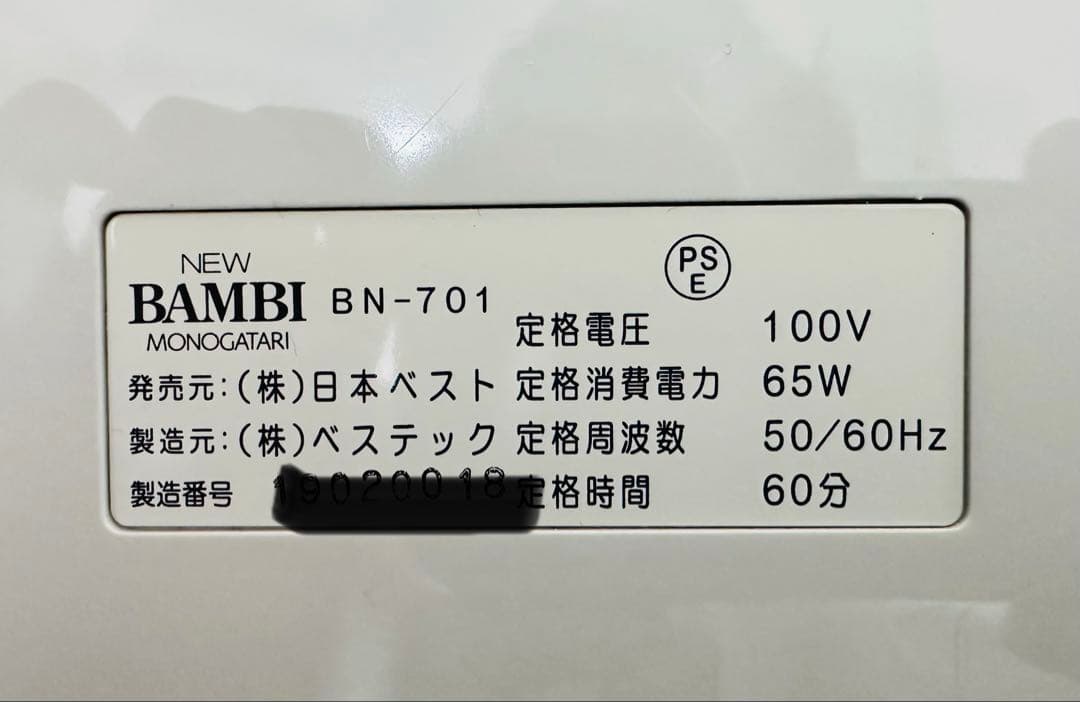 NEW
BAMBI BN-701
MONOGATARI
PSE
定格電圧 100V
発売元:(株)日本ベスト 定格消費電力 65W
製造元:(株)ベステック 定格周波数 50/60Hz
製造番号 定格時間 60分